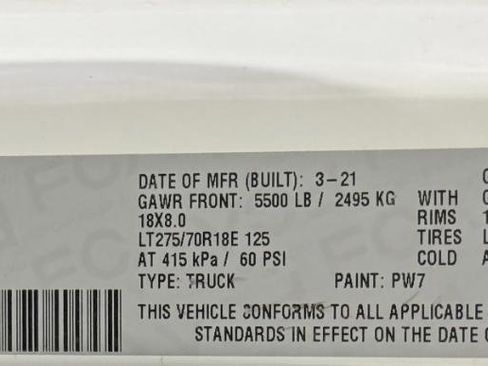 DATE OF MFR (BUILT): 3-21
GAWR FRONT: 5500 LB / 2495 KG WITH
18X8.0 RIMS
LT275/70R18E 125 TIRES
AT 415 kPa / 60 PSI COLD
TYPE: TRUCK PAINT: PW7
THIS VEHICLE CONFORMS TO ALL APPLICABLE
STANDARDS IN EFFECT ON THE DATE